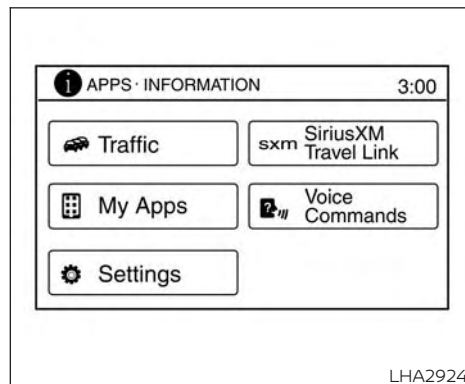 i APPS · INFORMATION 3:00
Traffic
sxm SiriusXM
Travel Link
My Apps
? Voice
Commands
Settings
LHA2924